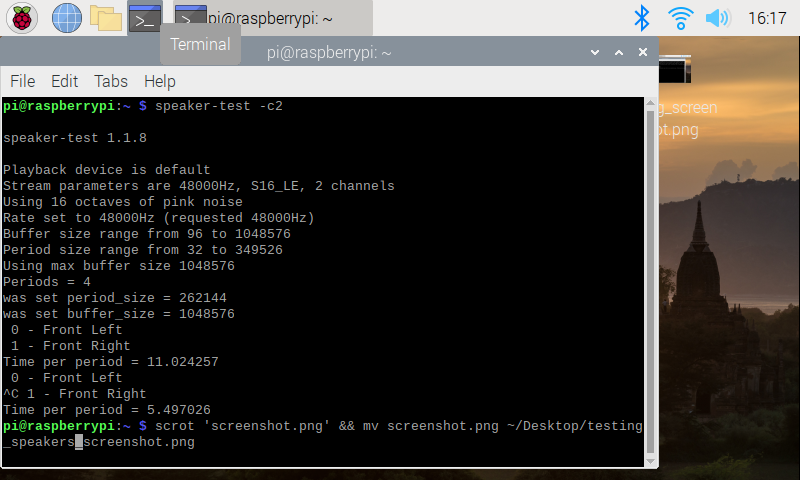 pi@raspberrypi: ~
16:17
Terminal
pi@raspberrypi: ~
File Edit Tabs Help
pi@raspberrypi:~ $ speaker-test -c2
speaker-test 1.1.8
Playback device is default
Stream parameters are 48000Hz, S16_LE, 2 channels
Using 16 octaves of pink noise
Rate set to 48000Hz (requested 48000Hz)
Buffer size range from 96 to 1048576
Period size range from 32 to 349526
Using max buffer size 1048576
Periods = 4
was set period_size = 262144
was set buffer_size = 1048576
0 - Front Left
1 - Front Right
Time per period = 11.024257
0 - Front Left
^C 1 - Front Right
Time per period = 5.497026
pi@raspberrypi:~ $ scrot 'screenshot.png' && mv screenshot.png ~/Desktop/testing
_speakers_screenshot.png
g_screen
ot.png